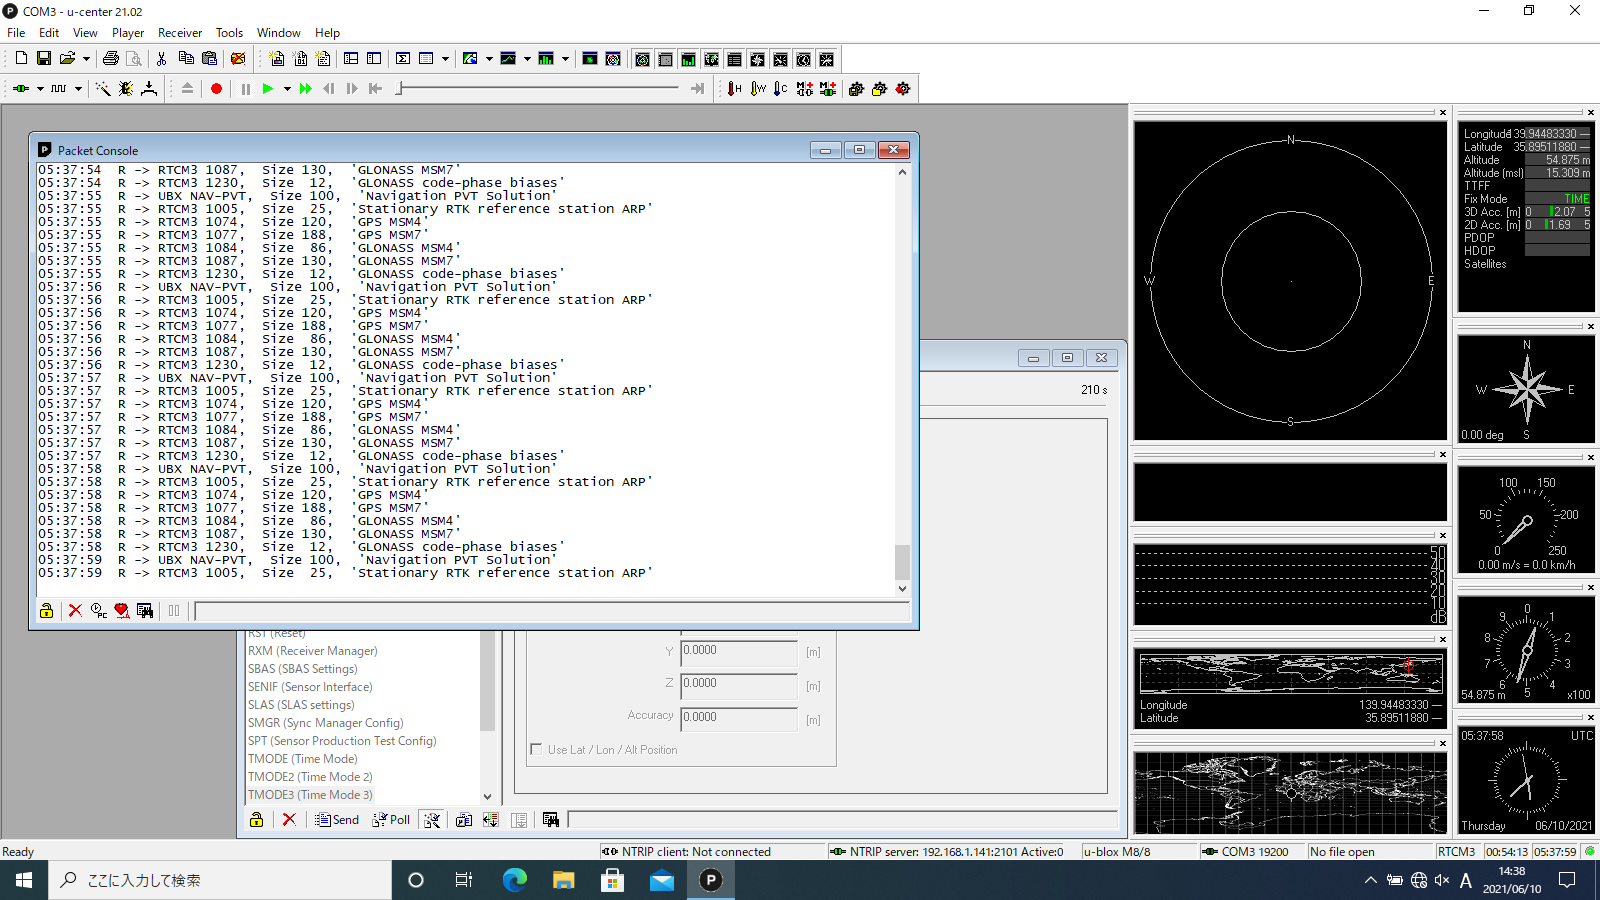 COM3 - u-center 21.02
File Edit View Player Receiver Tools Window Help
Packet Console
05:37:54 R -> RTCM3 1087, Size 130, 'GLONASS MSM7'
05:37:54 R -> RTCM3 1230, Size 12, 'GLONASS code-phase biases'
05:37:55 R -> UBX NAV-PVT, Size 100, 'Navigation PVT Solution'
05:37:55 R -> RTCM3 1005, Size 25, 'Stationary RTK reference station ARP'
05:37:55 R -> RTCM3 1074, Size 120, 'GPS MSM4'
05:37:55 R -> RTCM3 1077, Size 188, 'GPS MSM7'
05:37:55 R -> RTCM3 1084, Size 86, 'GLONASS MSM4'
05:37:55 R -> RTCM3 1087, Size 130, 'GLONASS MSM7'
05:37:55 R -> RTCM3 1230, Size 12, 'GLONASS code-phase biases'
05:37:56 R -> UBX NAV-PVT, Size 100, 'Navigation PVT Solution'
05:37:56 R -> RTCM3 1005, Size 25, 'Stationary RTK reference station ARP'
05:37:56 R -> RTCM3 1074, Size 120, 'GPS MSM4'
05:37:56 R -> RTCM3 1077, Size 188, 'GPS MSM7'
05:37:56 R -> RTCM3 1084, Size 86, 'GLONASS MSM4'
05:37:56 R -> RTCM3 1087, Size 130, 'GLONASS MSM7'
05:37:56 R -> RTCM3 1230, Size 12, 'GLONASS code-phase biases'
05:37:57 R -> UBX NAV-PVT, Size 100, 'Navigation PVT Solution'
05:37:57 R -> RTCM3 1005, Size 25, 'Stationary RTK reference station ARP'
05:37:57 R -> RTCM3 1074, Size 120, 'GPS MSM4'
05:37:57 R -> RTCM3 1077, Size 188, 'GPS MSM7'
05:37:57 R -> RTCM3 1084, Size 86, 'GLONASS MSM4'
05:37:57 R -> RTCM3 1087, Size 130, 'GLONASS MSM7'
05:37:57 R -> RTCM3 1230, Size 12, 'GLONASS code-phase biases'
05:37:58 R -> UBX NAV-PVT, Size 100, 'Navigation PVT Solution'
05:37:58 R -> RTCM3 1005, Size 25, 'Stationary RTK reference station ARP'
05:37:58 R -> RTCM3 1074, Size 120, 'GPS MSM4'
05:37:58 R -> RTCM3 1077, Size 188, 'GPS MSM7'
05:37:58 R -> RTCM3 1084, Size 86, 'GLONASS MSM4'
05:37:58 R -> RTCM3 1087, Size 130, 'GLONASS MSM7'
05:37:58 R -> RTCM3 1230, Size 12, 'GLONASS code-phase biases'
05:37:59 R -> UBX NAV-PVT, Size 100, 'Navigation PVT Solution'
05:37:59 R -> RTCM3 1005, Size 25, 'Stationary RTK reference station ARP'
210 s
RST (Reset)
RXM (Receiver Manager)
SBAS (SBAS Settings)
SENIF (Sensor Interface)
SLAS (SLAS settings)
SMGR (Sync Manager Config)
SPT (Sensor Production Test Config)
TMODE (Time Mode)
TMODE2 (Time Mode 2)
TMODE3 (Time Mode 3)
Y 0.0000 [m]
Z 0.0000 [m]
Accuracy 0.0000 [m]
Use Lat / Lon / Alt Position
Send Poll
N
W E
S
50
40
30
20
10
dB
Longitude 139.94483330 —
Latitude 35.89511880 —
Longitude 139.94483330 —
Latitude 35.89511880 —
Altitude 54.875 m
Altitude (msl) 15.309 m
TTFF
Fix Mode TIME
3D Acc. [m] 0 2.07 5
2D Acc. [m] 0 1.69 5
PDOP
HDOP
Satellites
N
W E
0.00 deg S
100 150
50 200
0 250
0.00 m/s = 0.0 km/h
0
9 1
8 2
7 3
6 4
5
54.875 m x100
05:37:58 UTC
Thursday 06/10/2021
Ready NTRIP client: Not connected NTRIP server: 192.168.1.141:2101 Active:0 u-blox M8/8 COM3 19200 No file open RTCM3 00:54:13 05:37:59
ここに入力して検索
A
14:38
2021/06/10